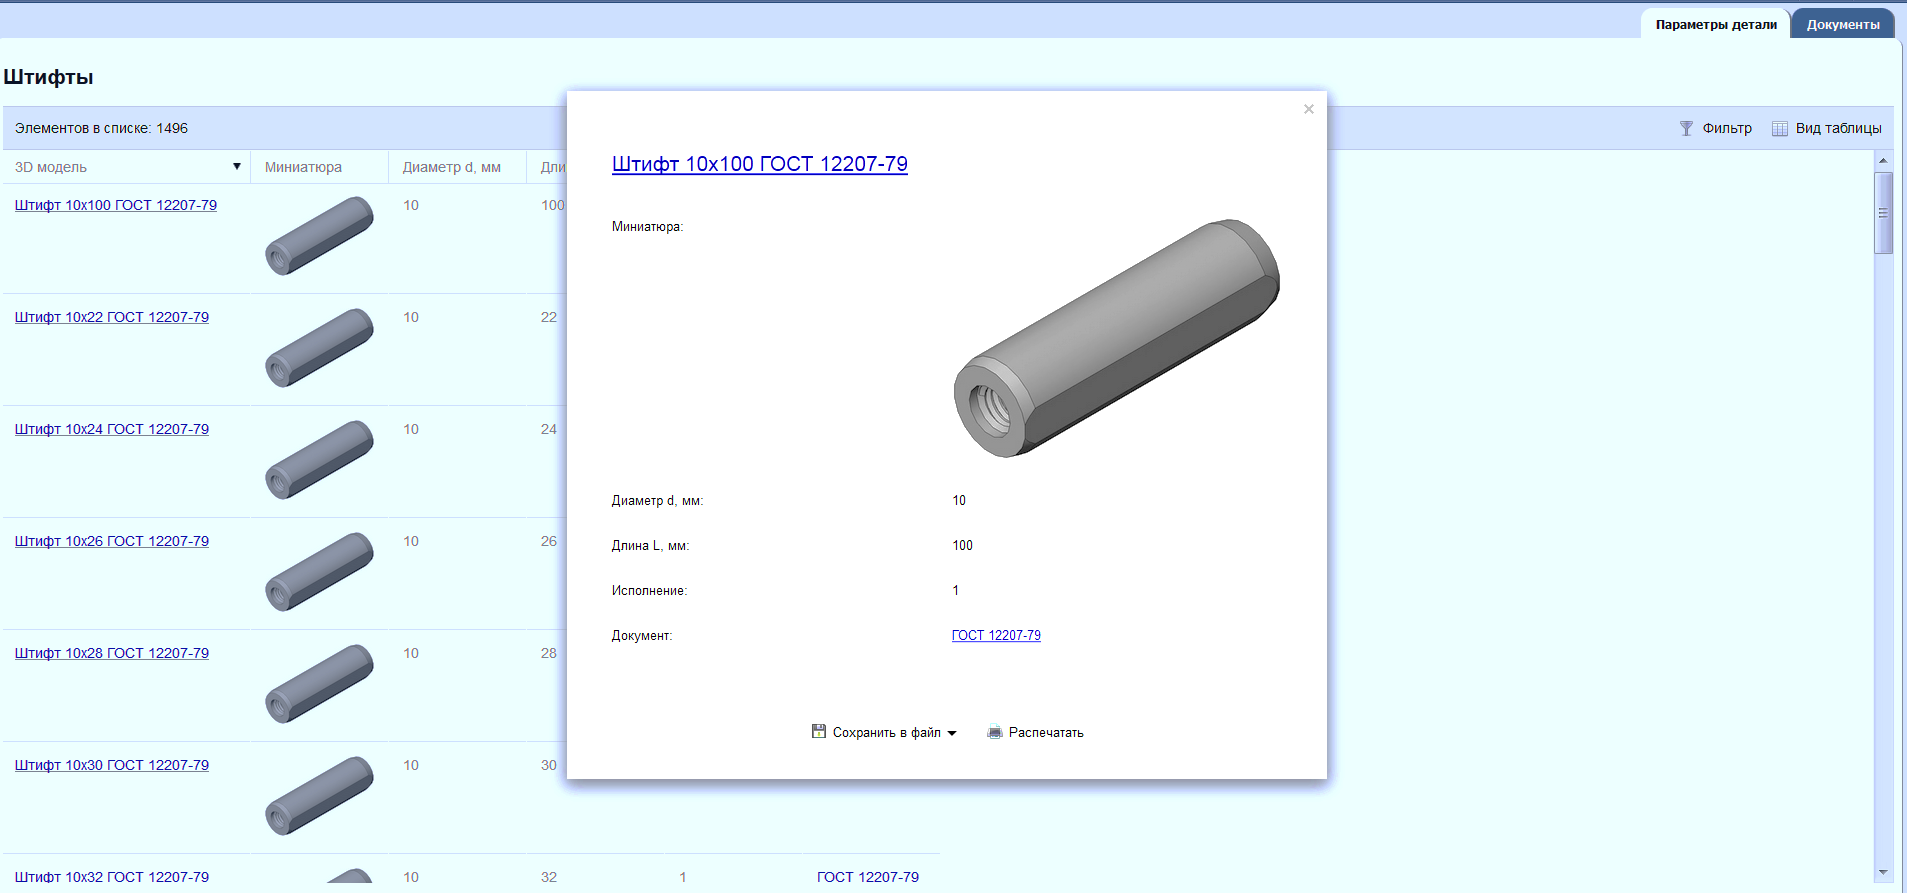 Параметры детали
Документы
Штифты
Элементов в списке: 1496
Фильтр
Вид таблицы
3D модель ▼ Миниатюра Диаметр d, мм Дли
Штифт 10x100 ГОСТ 12207-79 10 100
Штифт 10x22 ГОСТ 12207-79 10 22
Штифт 10x24 ГОСТ 12207-79 10 24
Штифт 10x26 ГОСТ 12207-79 10 26
Штифт 10x28 ГОСТ 12207-79 10 28
Штифт 10x30 ГОСТ 12207-79 10 30
Штифт 10x32 ГОСТ 12207-79 10 32 1 ГОСТ 12207-79
×
Штифт 10x100 ГОСТ 12207-79
Миниатюра:
Диаметр d, мм: 10
Длина L, мм: 100
Исполнение: 1
Документ: ГОСТ 12207-79
Сохранить в файл
Распечатать